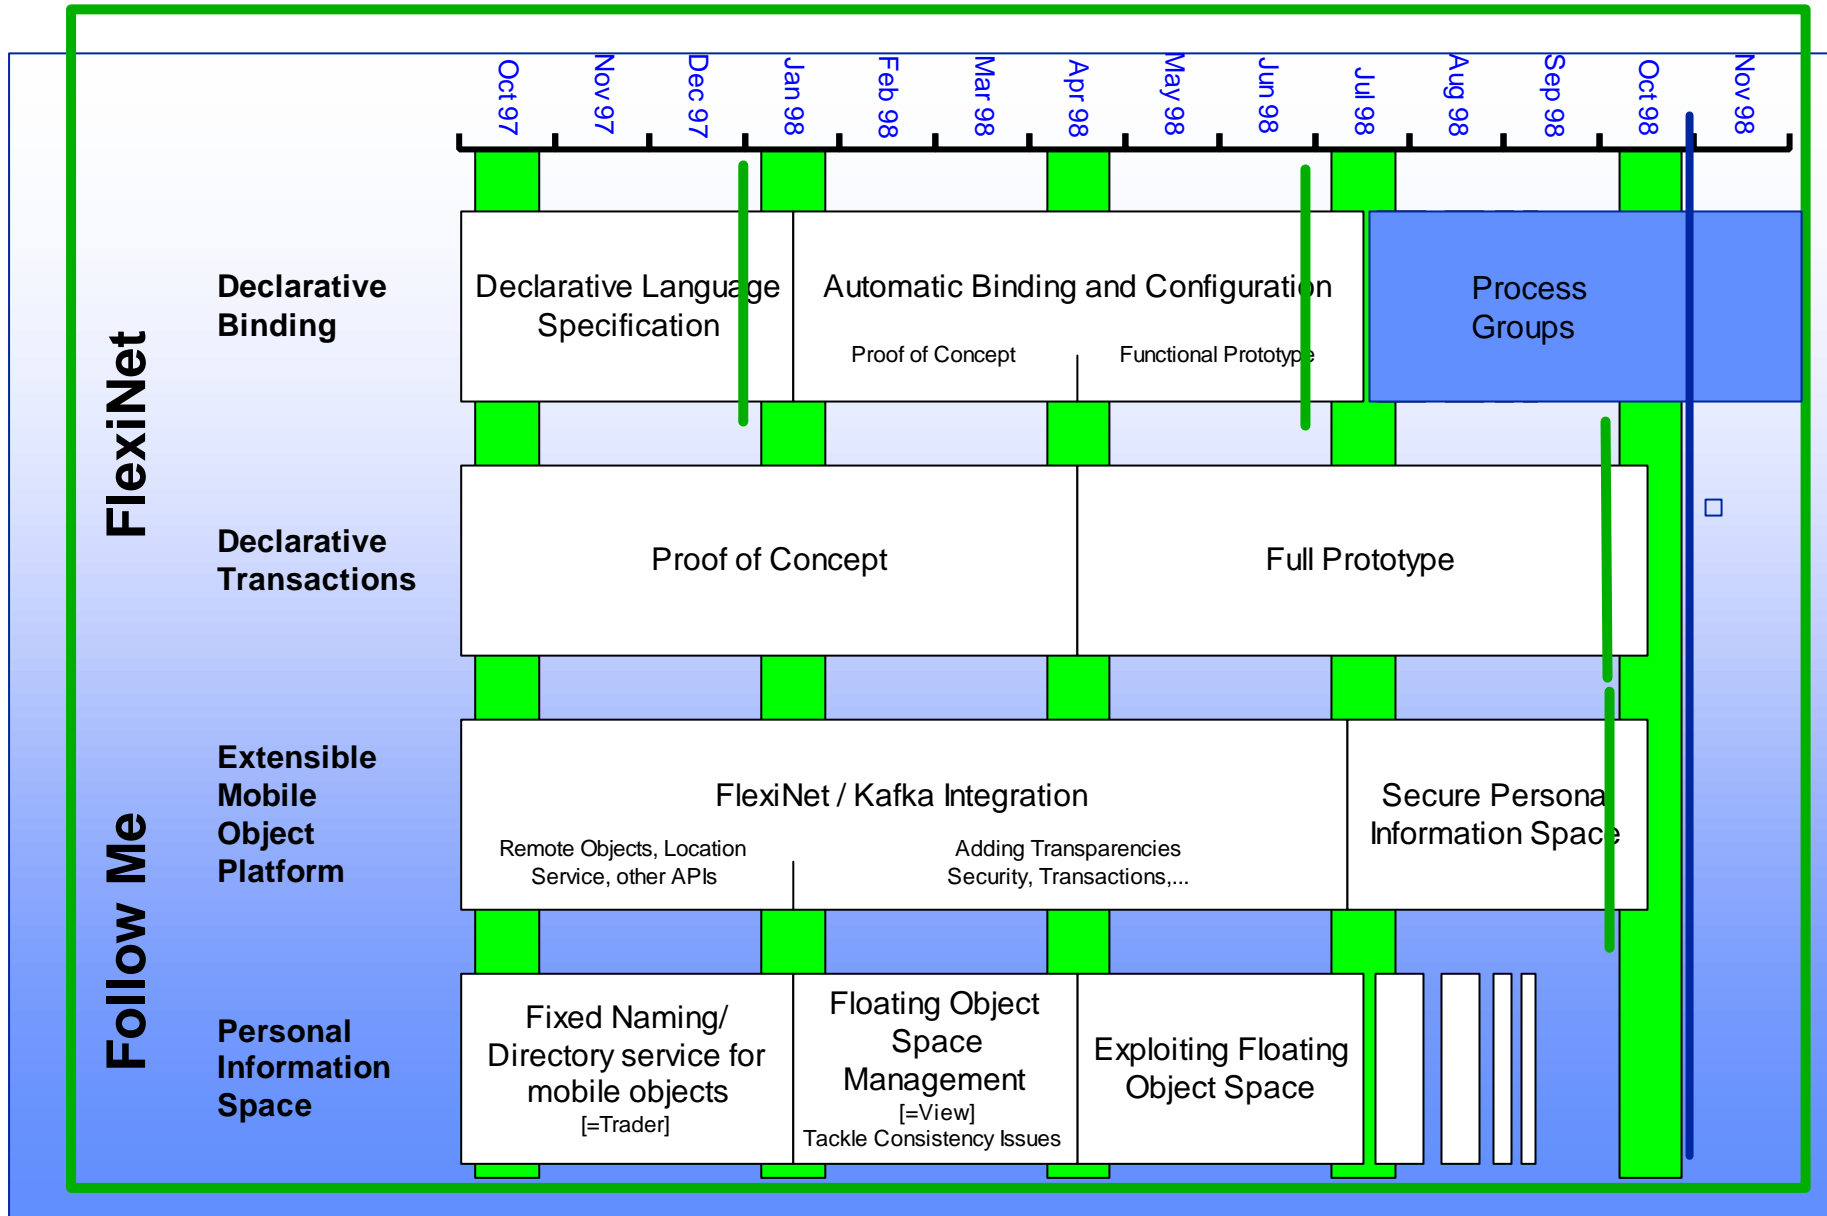 Oct 97
Nov 97
Dec 97
Jan 98
Feb 98
Mar 98
Apr 98
May 98
Jun 98
Jul 98
Aug 98
Sep 98
Oct 98
Nov 98
FlexiNet
Declarative
Binding
Declarative Language
Specification
Automatic Binding and Configuration
Proof of Concept
Functional Prototype
Process
Groups
Declarative
Transactions
Proof of Concept
Full Prototype
Follow Me
Extensible
Mobile
Object
Platform
FlexiNet / Kafka Integration
Remote Objects, Location
Service, other APIs
Adding Transparencies
Security, Transactions,...
Secure Personal
Information Space
Personal
Information
Space
Fixed Naming/
Directory service for
mobile objects
[=Trader]
Floating Object
Space
Management
[=View]
Tackle Consistency Issues
Exploiting Floating
Object Space